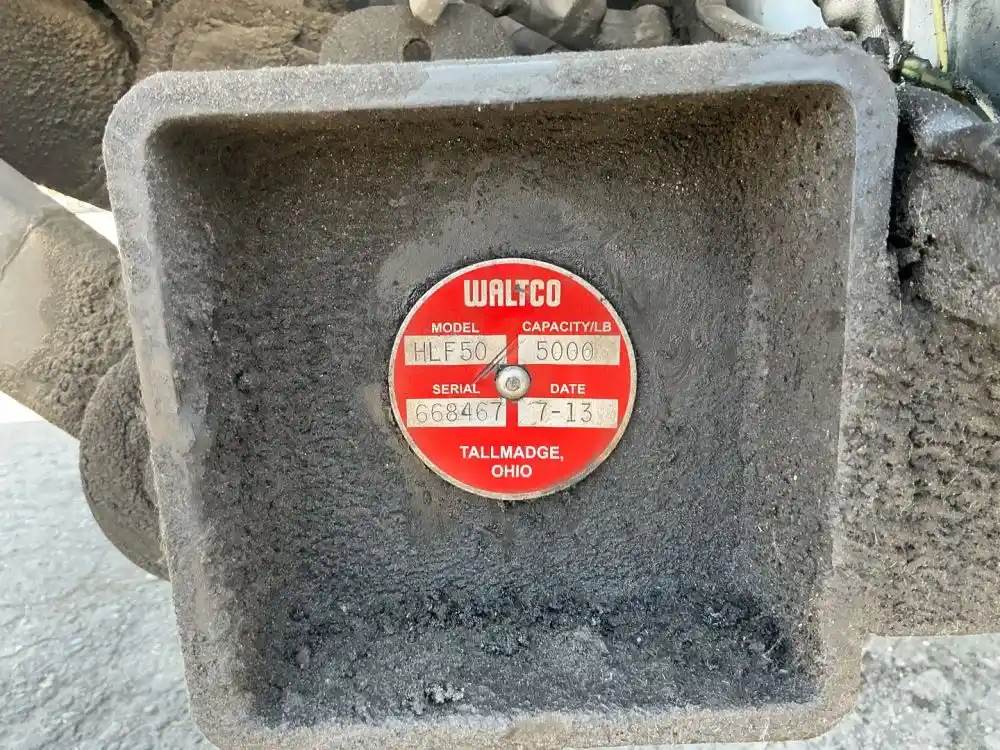 WALTCO
MODEL CAPACITY/LB
HLF50 5000
SERIAL DATE
668467 7-13
TALLMADGE,
OHIO